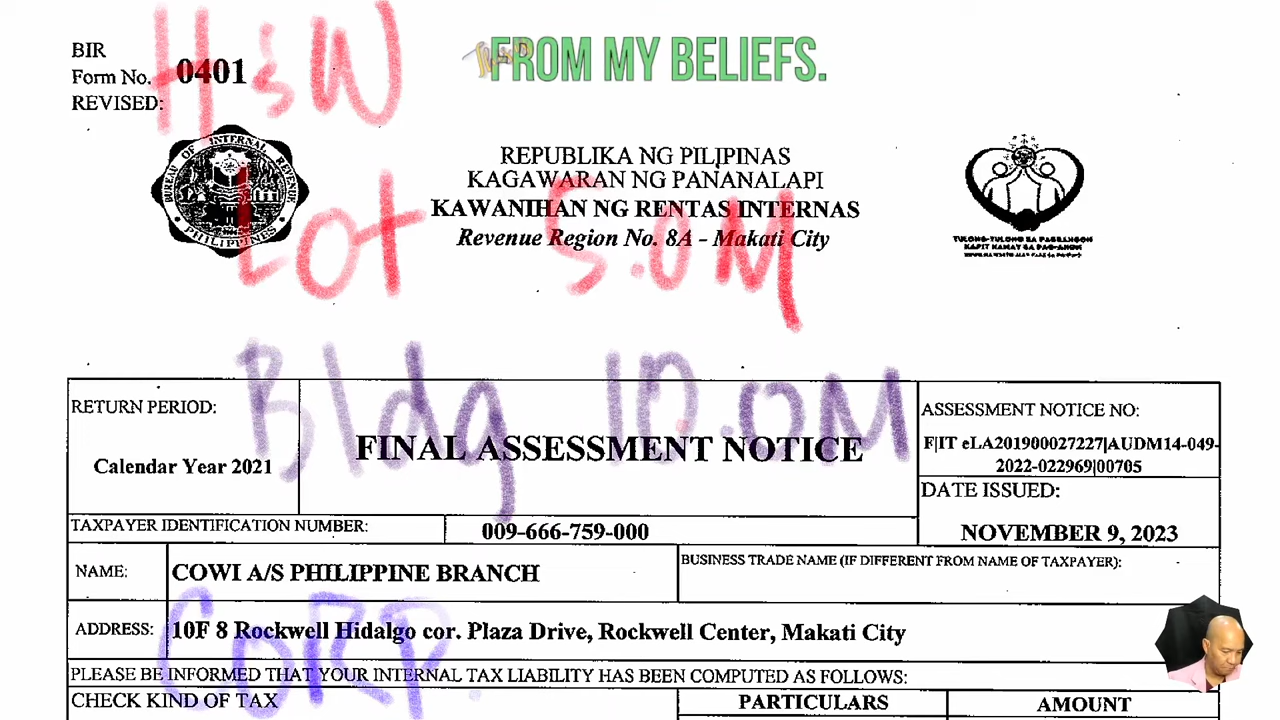 BIR
Form No. 0401
REVISED:
H & W
FROM MY BELIEFS.
BUREAU OF INTERNAL REVENUE
PHILIPPINES
REPUBLIKA NG PILIPINAS
KAGAWARAN NG PANANALAPI
KAWANIHAN NG RENTAS INTERNAS
Revenue Region No. 8A - Makati City
Lot 5.0M
Bldg 10.0M
RETURN PERIOD:
Calendar Year 2021
FINAL ASSESSMENT NOTICE
ASSESSMENT NOTICE NO:
F|IT eLA201900027227|AUDM14-049-
2022-022969|00705
DATE ISSUED:
NOVEMBER 9, 2023
TAXPAYER IDENTIFICATION NUMBER:
009-666-759-000
NAME:
COWI A/S PHILIPPINE BRANCH
BUSINESS TRADE NAME (IF DIFFERENT FROM NAME OF TAXPAYER):
CORP.
ADDRESS:
10F 8 Rockwell Hidalgo cor. Plaza Drive, Rockwell Center, Makati City
PLEASE BE INFORMED THAT YOUR INTERNAL TAX LIABILITY HAS BEEN COMPUTED AS FOLLOWS:
CHECK KIND OF TAX
PARTICULARS
AMOUNT